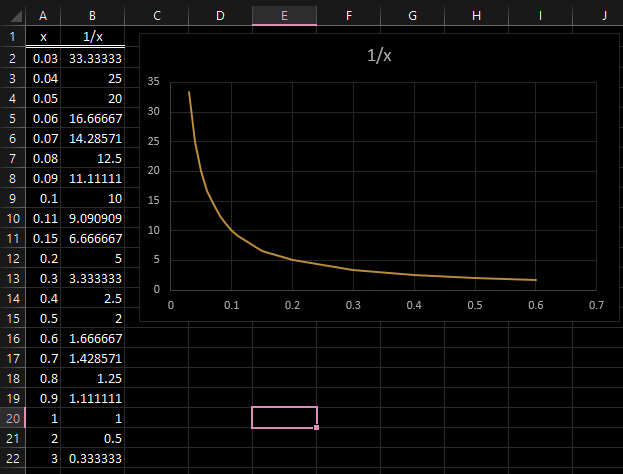 A B C D E F G H I J
1 x 1/x
2 0.03 33.33333
3 0.04 25
4 0.05 20
5 0.06 16.66667
6 0.07 14.28571
7 0.08 12.5
8 0.09 11.11111
9 0.1 10
10 0.11 9.090909
11 0.15 6.666667
12 0.2 5
13 0.3 3.333333
14 0.4 2.5
15 0.5 2
16 0.6 1.666667
17 0.7 1.428571
18 0.8 1.25
19 0.9 1.111111
20 1 1
21 2 0.5
22 3 0.333333
1/x
35
30
25
20
15
10
5
0
0 0.1 0.2 0.3 0.4 0.5 0.6 0.7